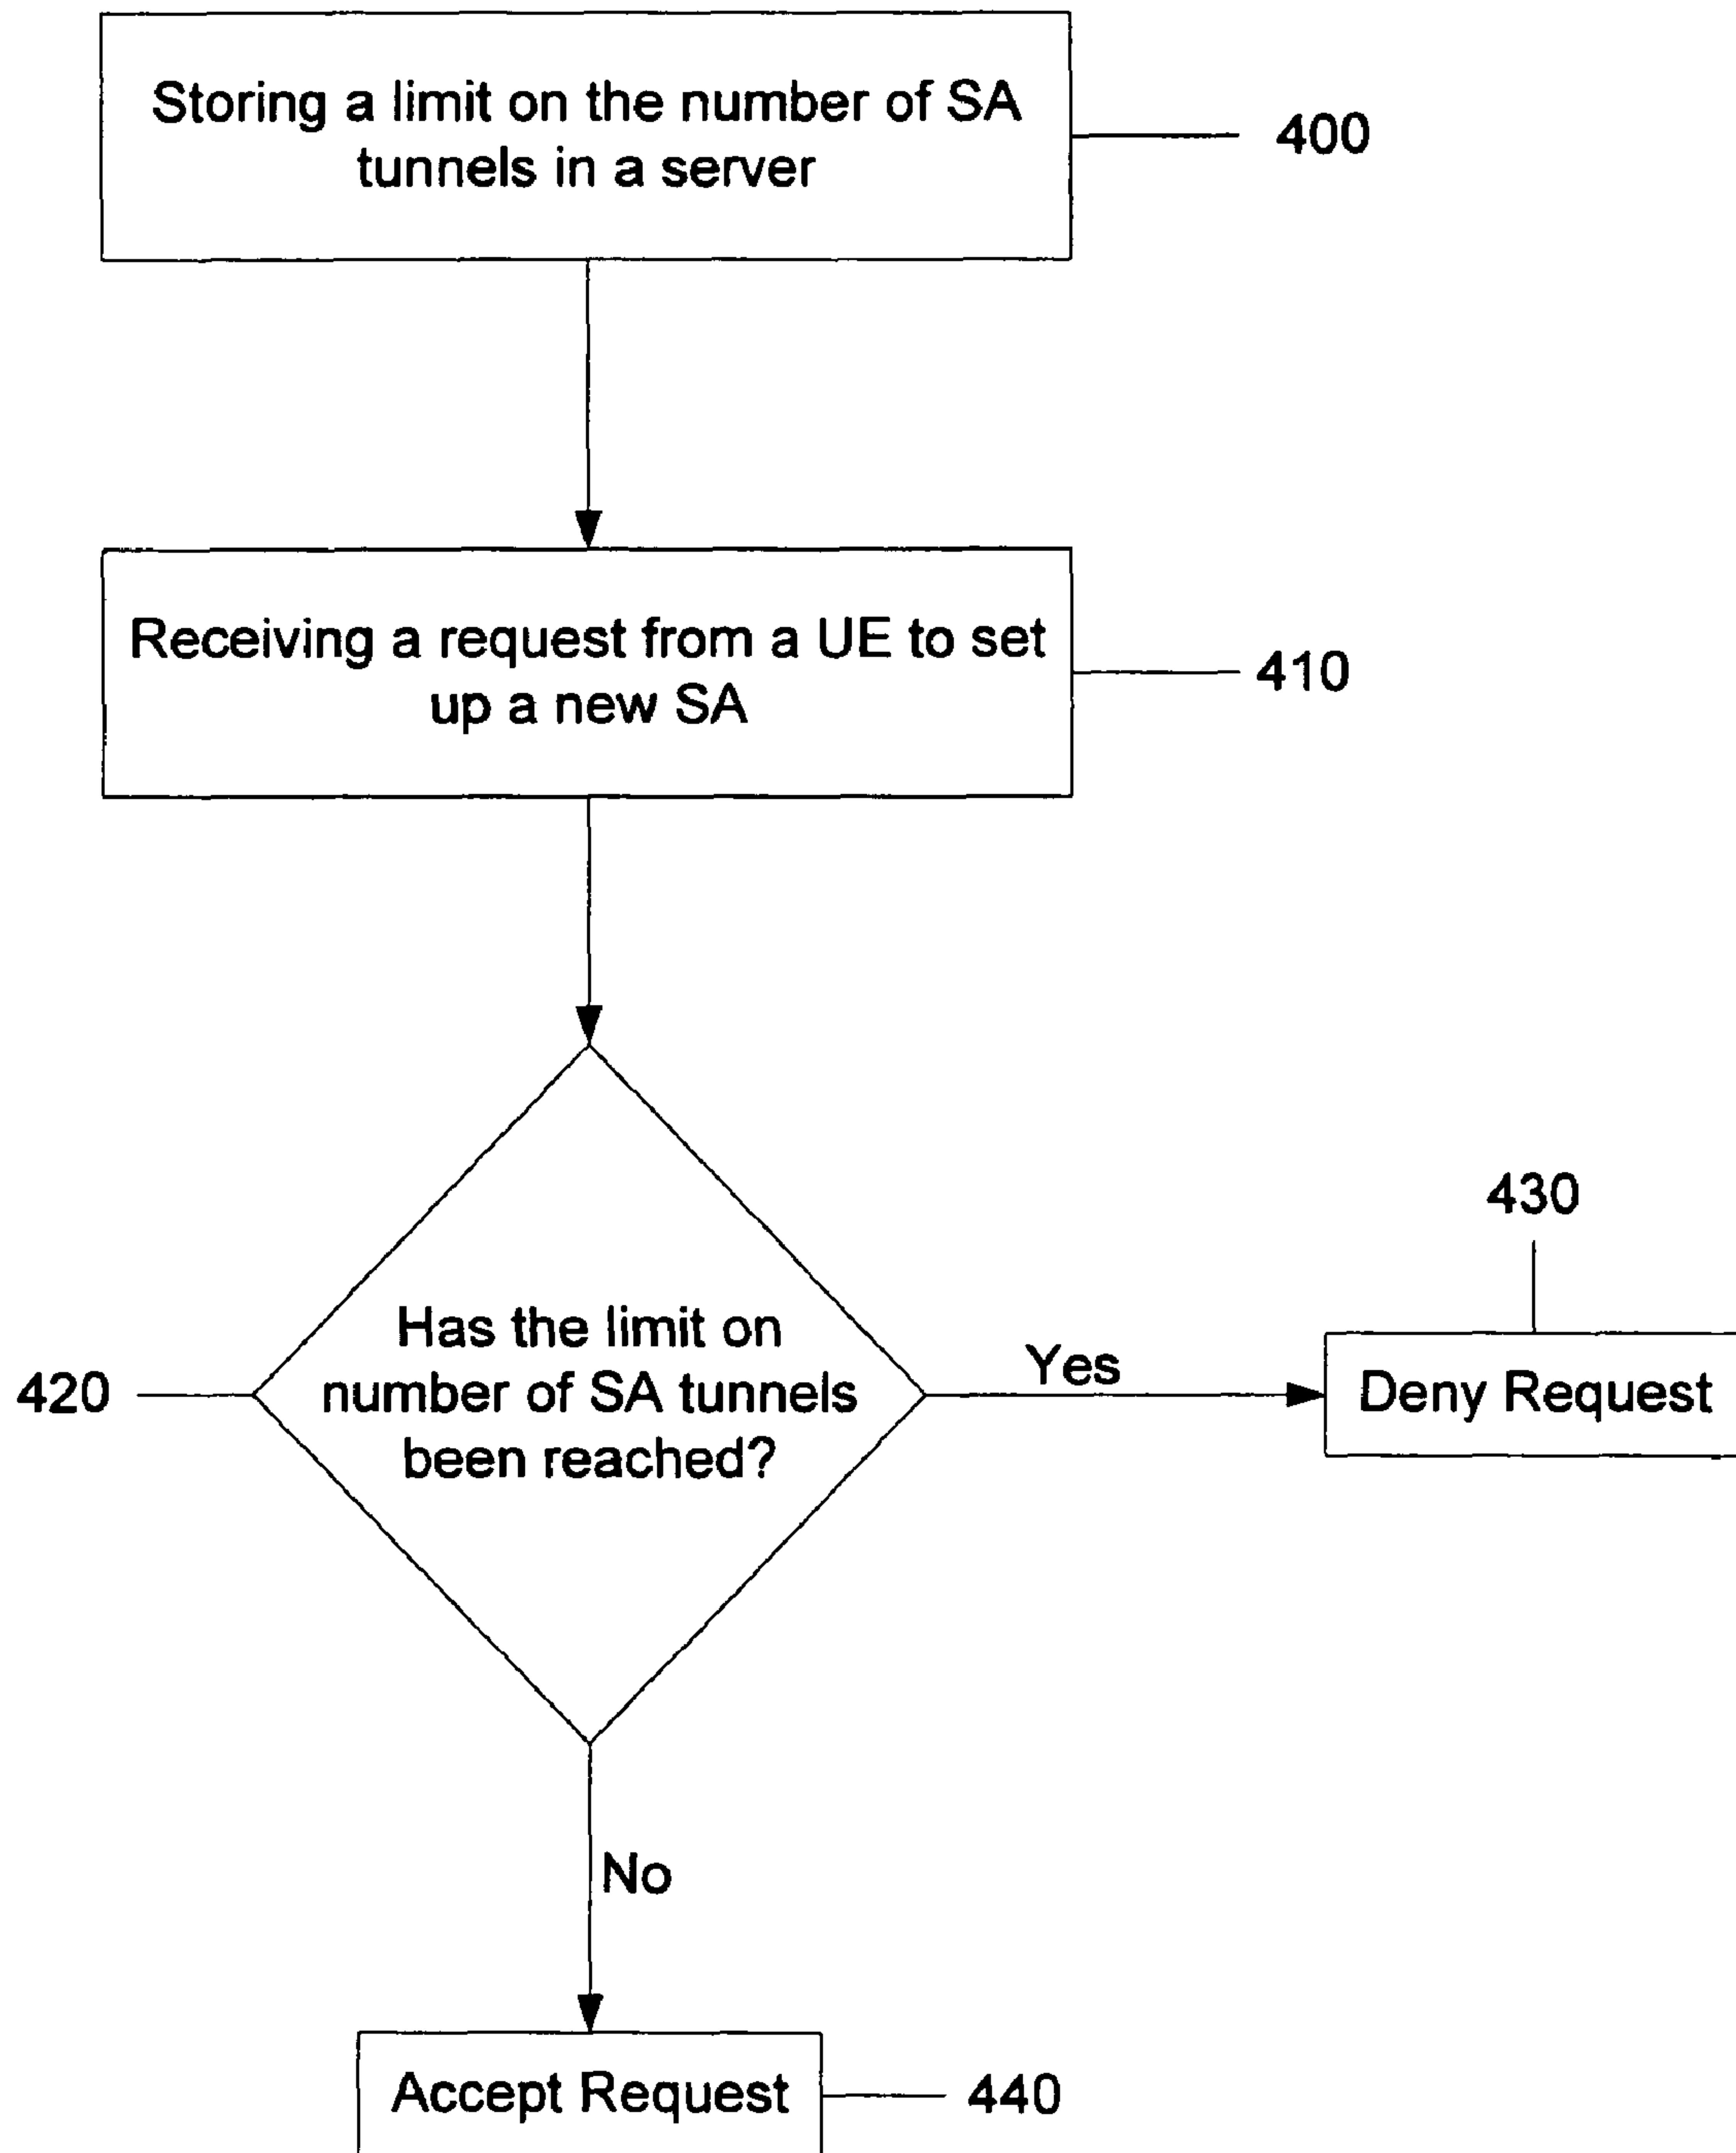 Storing a limit on the number of SA
tunnels in a server
400
Receiving a request from a UE to set
up a new SA
410
Has the limit on
number of SA tunnels
been reached?
420
Yes
430
Deny Request
No
Accept Request
440